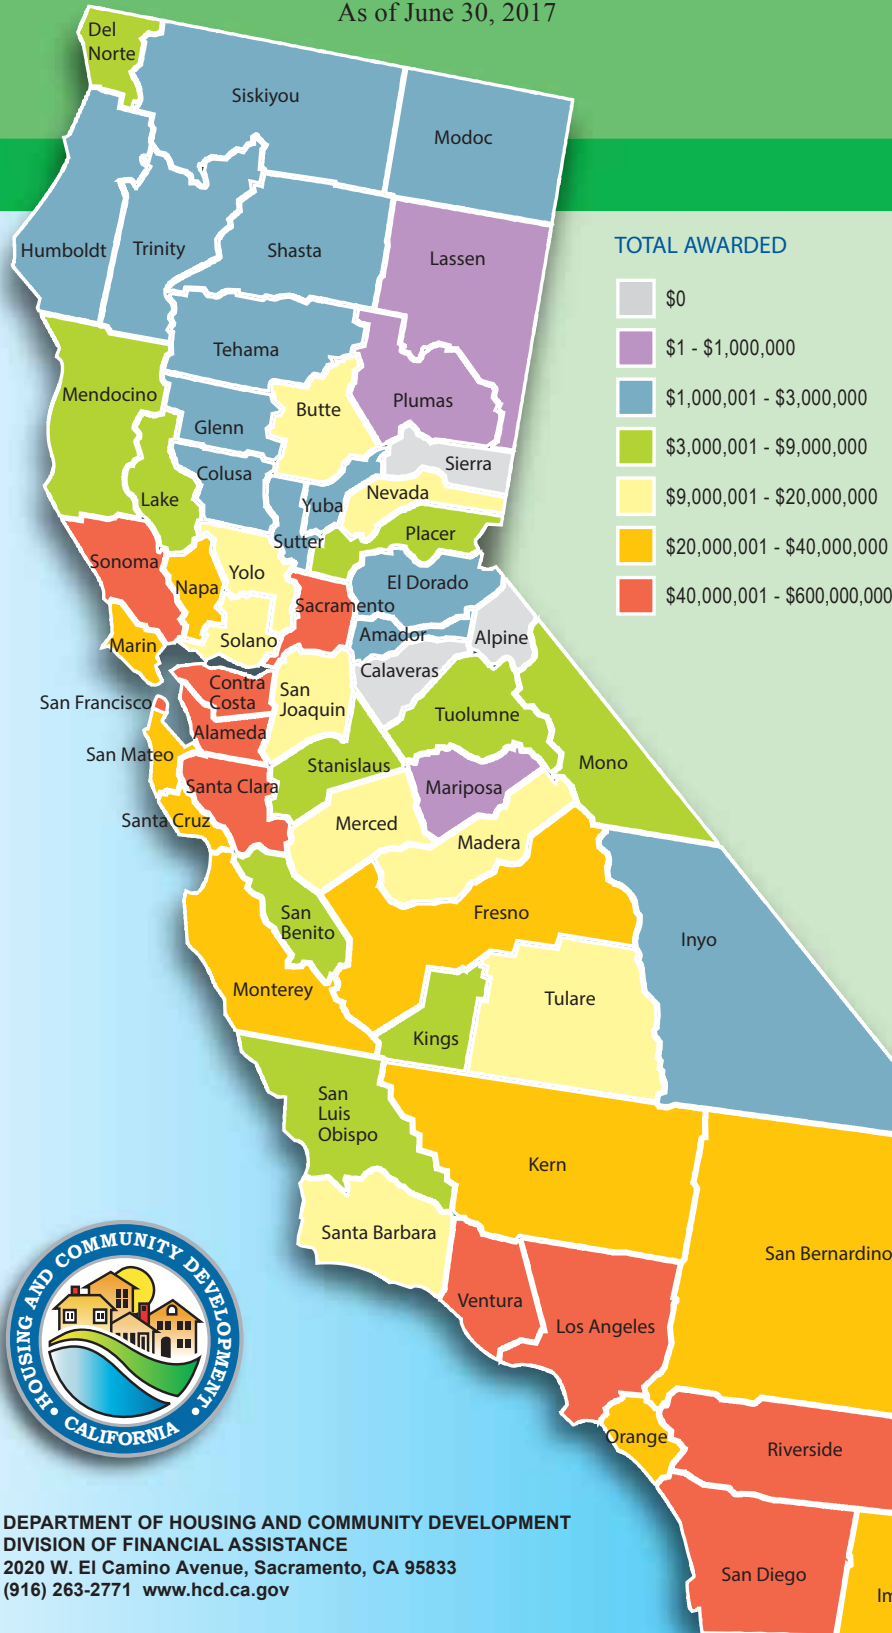 As of June 30, 2017
Del
Norte
Siskiyou
Modoc
Humboldt
Trinity
Shasta
Lassen
TOTAL AWARDED
$0
$1 - $1,000,000
$1,000,001 - $3,000,000
$3,000,001 - $9,000,000
$9,000,001 - $20,000,000
$20,000,001 - $40,000,000
$40,000,001 - $600,000,000
Tehama
Mendocino
Plumas
Butte
Glenn
Sierra
Colusa
Nevada
Lake
Yuba
Placer
Sutter
Sonoma
Yolo
El Dorado
Napa
Sacramento
Amador
Alpine
Solano
Marin
Calaveras
Contra
Costa
San
Joaquin
San Francisco
Tuolumne
Alameda
San Mateo
Mono
Stanislaus
Santa Clara
Mariposa
Santa Cruz
Merced
Madera
San
Benito
Fresno
Inyo
Monterey
Tulare
Kings
San
Luis
Obispo
Kern
Santa Barbara
San Bernardino
Ventura
Los Angeles
Orange
Riverside
San Diego
Im
HOUSING AND COMMUNITY DEVELOPMENT
• CALIFORNIA •
DEPARTMENT OF HOUSING AND COMMUNITY DEVELOPMENT
DIVISION OF FINANCIAL ASSISTANCE
2020 W. El Camino Avenue, Sacramento, CA 95833
(916) 263-2771 www.hcd.ca.gov